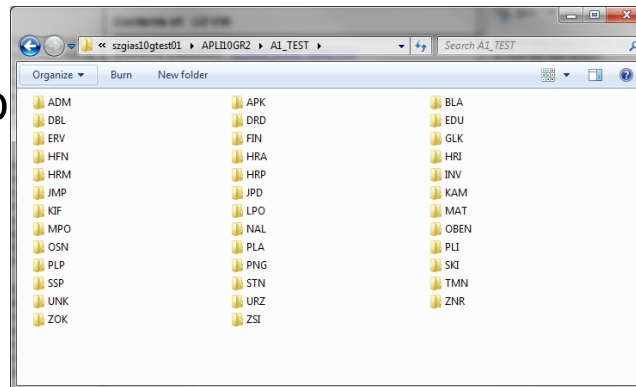 Contents of
« szgias10gtest01 ▸ APLI10GR2 ▸ A1_TEST ▸ Search A1_TEST
Organize Burn New folder
ADM APK BLA
DBL DRD EDU
ERV FIN GLK
HFN HRA HRI
HRM HRP INV
JMP JPD KAM
KIF LPO MAT
MPO NAL OBEN
OSN PLA PLI
PLP PNG SKI
SSP STN TMN
UNK URZ ZNR
ZOK ZSI